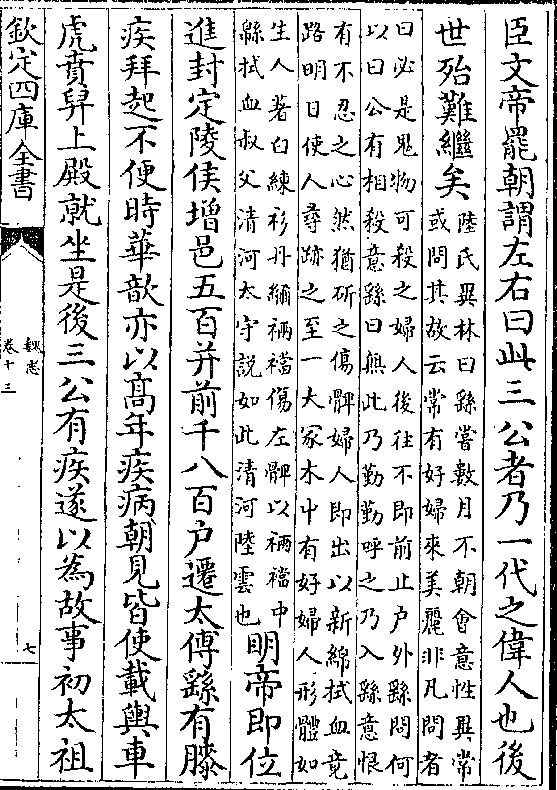 臣文帝罷朝謂左右曰此三公者乃一代之偉人也後
世殆難繼矣
陸氏異林曰繇嘗數月不朝會意性異常
或問其故云常有好婦來美麗非凡問者
曰必是鬼物可殺之婦人後往不即前止户外繇問何
以曰公有相殺意繇曰無此乃勤勤呼之乃入繇意恨
有不忍之心然猶斫之傷髀婦人即出以新綿拭血竟
路明日使人尋跡之至一大冢木中有好婦人形體如
生人著白練衫丹繡裲襠傷左髀以裲襠中
綿拭血叔父清河太守說如此清河陸雲也
明帝即位
進封定陵侯增邑五百并前千八百户遷太傅繇有膝
疾拜起不便時華歆亦以高年疾病朝見皆使載輿車
虎賁舁上殿就坐是後三公有疾遂以為故事初太祖
欽定四庫全書
魏志
卷十三
七